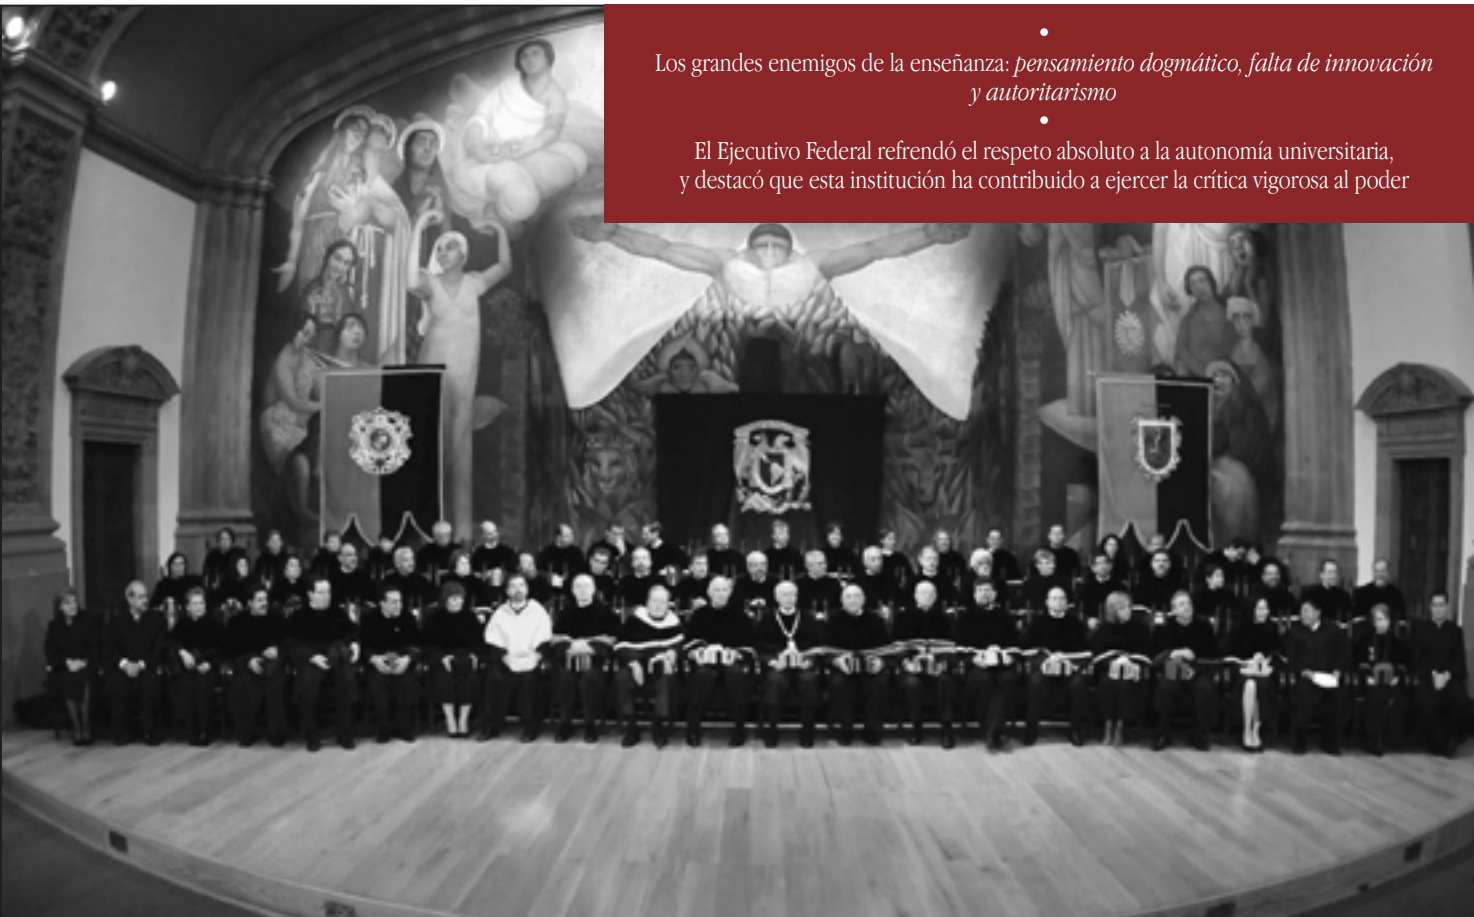 •
Los grandes enemigos de la enseñanza: pensamiento dogmático, falta de innovación
y autoritarismo
•
El Ejecutivo Federal refrendó el respeto absoluto a la autonomía universitaria,
y destacó que esta institución ha contribuido a ejercer la crítica vigorosa al poder